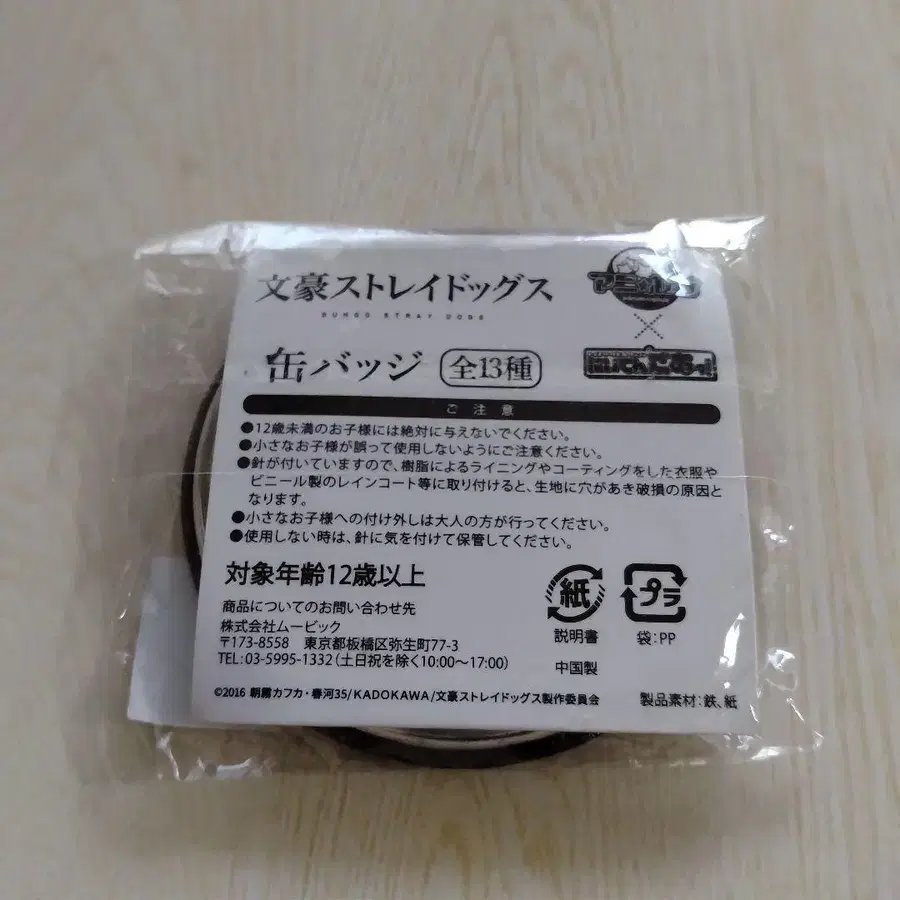 文豪ストレイドッグス
BUNGO STRAY DOGS
×
缶バッジ 全13種
ご注意
●12歳未満のお子様には絶対に与えないでください。
●小さなお子様が誤って使用しないようにご注意ください。
●針が付いていますので、樹脂によるライニングやコーティングをした衣服や
ビニール製のレインコート等に取り付けると、生地に穴があき破損の原因と
なります。
●小さなお子様への付け外しは大人の方が行ってください。
●使用しない時は、針に気を付けて保管してください。
対象年齢12歳以上
商品についてのお問い合わせ先
株式会社ムービック
〒173-8558 東京都板橋区弥生町77-3
TEL:03-5995-1332(土日祝を除く10:00〜17:00)
紙
説明書
プラ
袋:PP
中国製
©2016 朝霧カフカ・春河35/KADOKAWA/文豪ストレイドッグス製作委員会
製品素材:鉄、紙